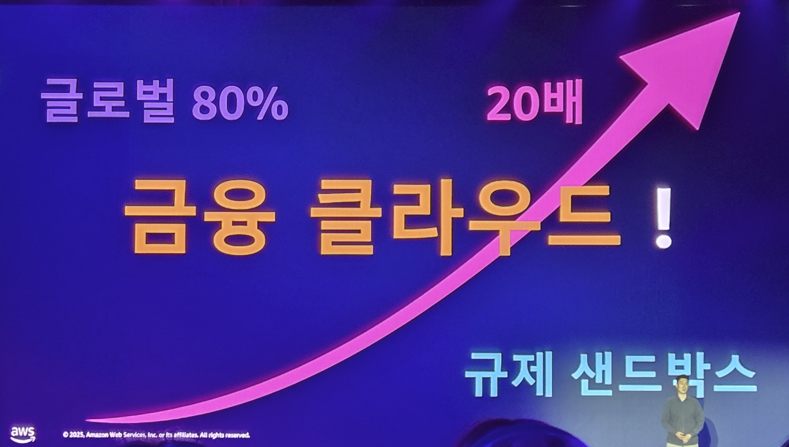 글로벌 80%
20배
금융 클라우드 !
규제 샌드박스
aws
© 2025, Amazon Web Services, Inc. or its affiliates. All rights reserved.